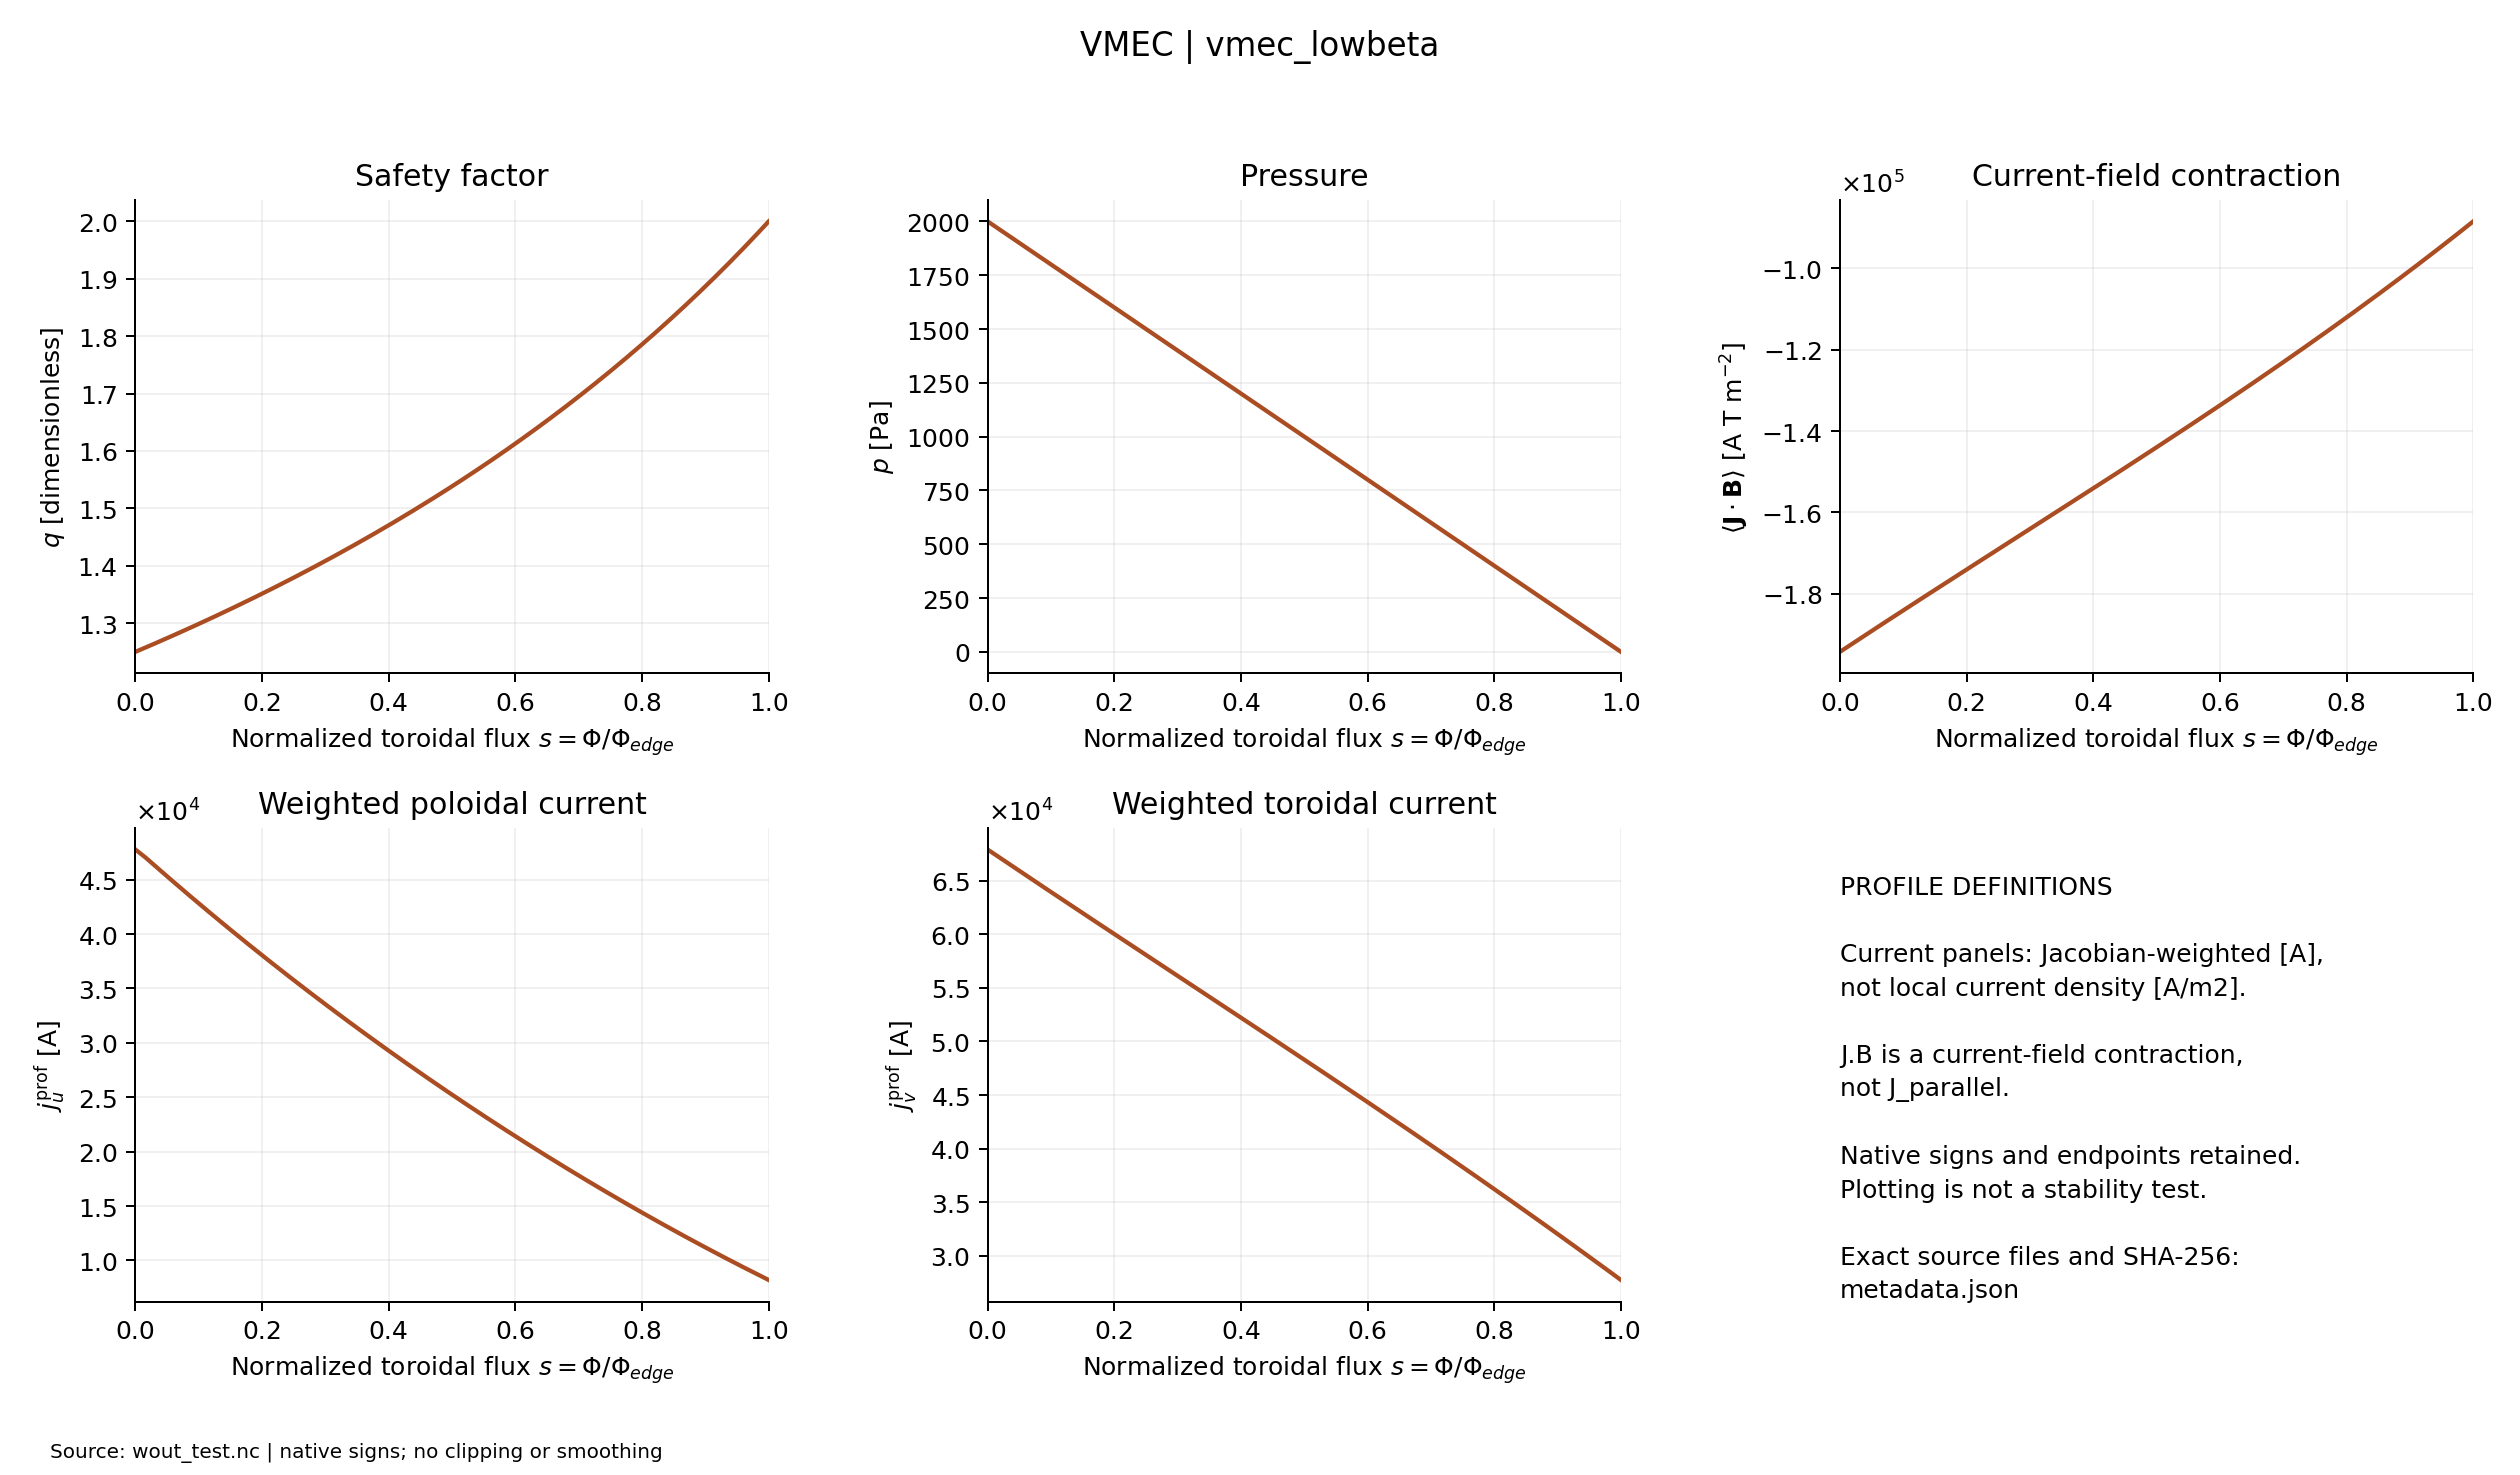 VMEC | vmec_lowbeta
Safety factor
2.0
1.9
1.8
1.7
1.6
1.5
1.4
1.3
q [dimensionless]
0.0 0.2 0.4 0.6 0.8 1.0
Normalized toroidal flux s = Φ/Φ_edge
Pressure
2000
1750
1500
1250
1000
750
500
250
0
p [Pa]
0.0 0.2 0.4 0.6 0.8 1.0
Normalized toroidal flux s = Φ/Φ_edge
×10⁵
Current-field contraction
−1.0
−1.2
−1.4
−1.6
−1.8
⟨J · B⟩ [A T m⁻²]
0.0 0.2 0.4 0.6 0.8 1.0
Normalized toroidal flux s = Φ/Φ_edge
×10⁴
Weighted poloidal current
4.5
4.0
3.5
3.0
2.5
2.0
1.5
1.0
j_u^prof [A]
0.0 0.2 0.4 0.6 0.8 1.0
Normalized toroidal flux s = Φ/Φ_edge
×10⁴
Weighted toroidal current
6.5
6.0
5.5
5.0
4.5
4.0
3.5
3.0
j_v^prof [A]
0.0 0.2 0.4 0.6 0.8 1.0
Normalized toroidal flux s = Φ/Φ_edge
PROFILE DEFINITIONS
Current panels: Jacobian-weighted [A],
not local current density [A/m2].
J.B is a current-field contraction,
not J_parallel.
Native signs and endpoints retained.
Plotting is not a stability test.
Exact source files and SHA-256:
metadata.json
Source: wout_test.nc | native signs; no clipping or smoothing